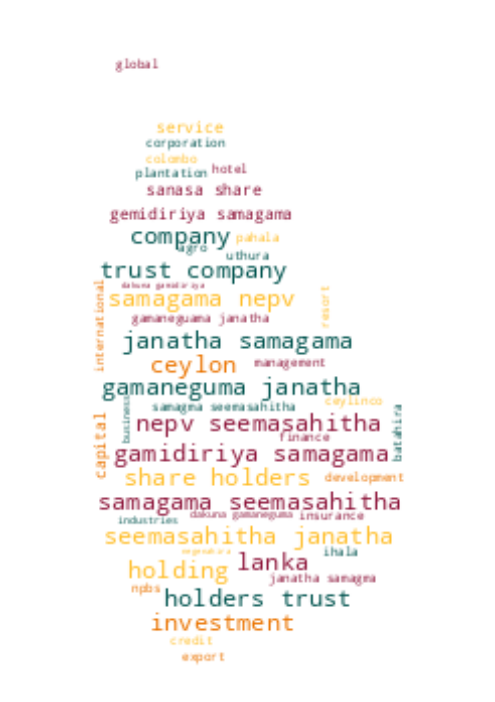 global
service
corporation
colombo
plantation hotel
sanasa share
gemidiriya samagama
company pahala
agro
uthura
trust company
dakuna gamidiriya
samagama nepv
international
resort
gamaneguama janatha
janatha samagama
ceylon management
gamaneguma janatha
business
samagma seemasahitha ceylinco
nepv seemasahitha
batahira
finance
capital
gamidiriya samagama
share holders development
samagama seemasahitha
dakuna gamaneguma insurance
industries
seemasahitha janatha
ihala
holding lanka
janatha samagma
npbs
holders trust
investment
credit
export